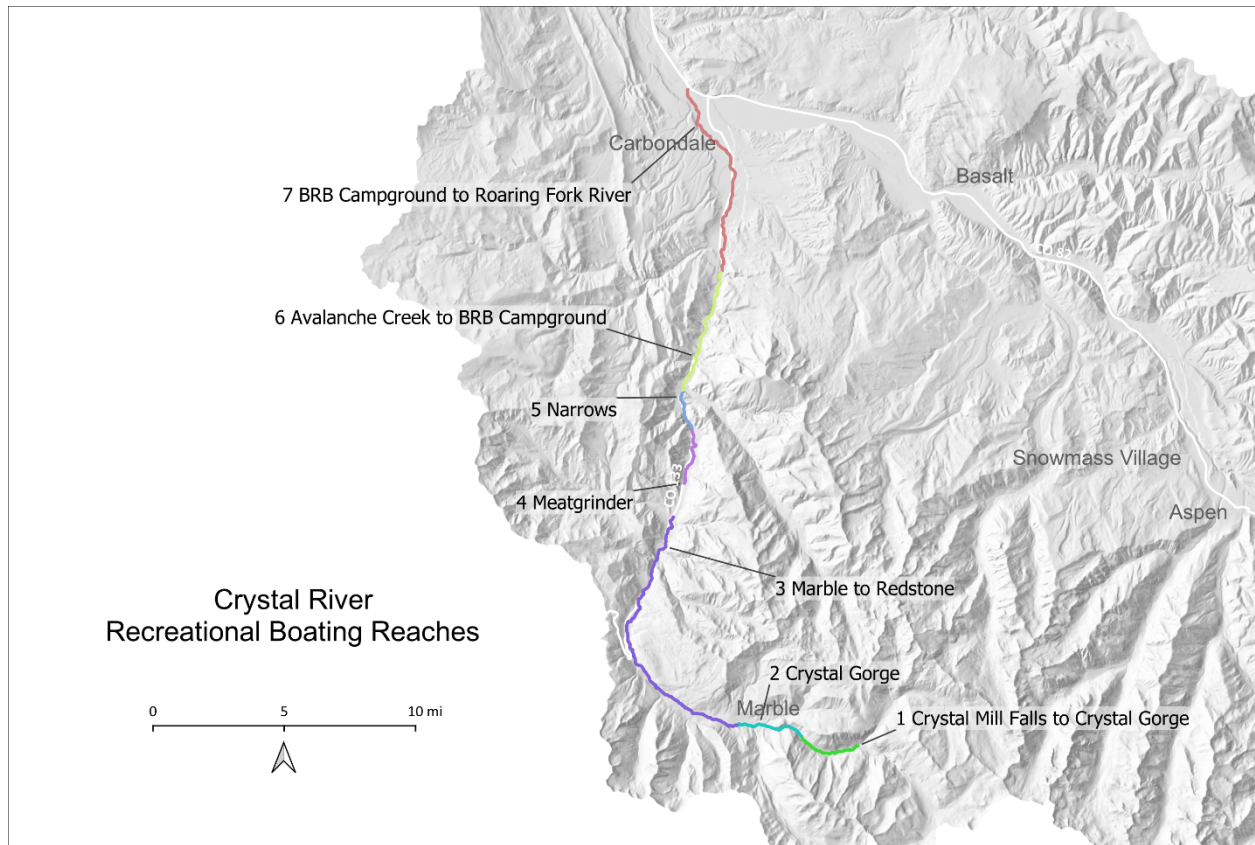 Carbondale
7 BRB Campground to Roaring Fork River
Basalt
CO 82
6 Avalanche Creek to BRB Campground
5 Narrows
Snowmass Village
4 Meatgrinder
Aspen
3 Marble to Redstone
Crystal River
Recreational Boating Reaches
2 Crystal Gorge
Marble
1 Crystal Mill Falls to Crystal Gorge
0 5 10 mi